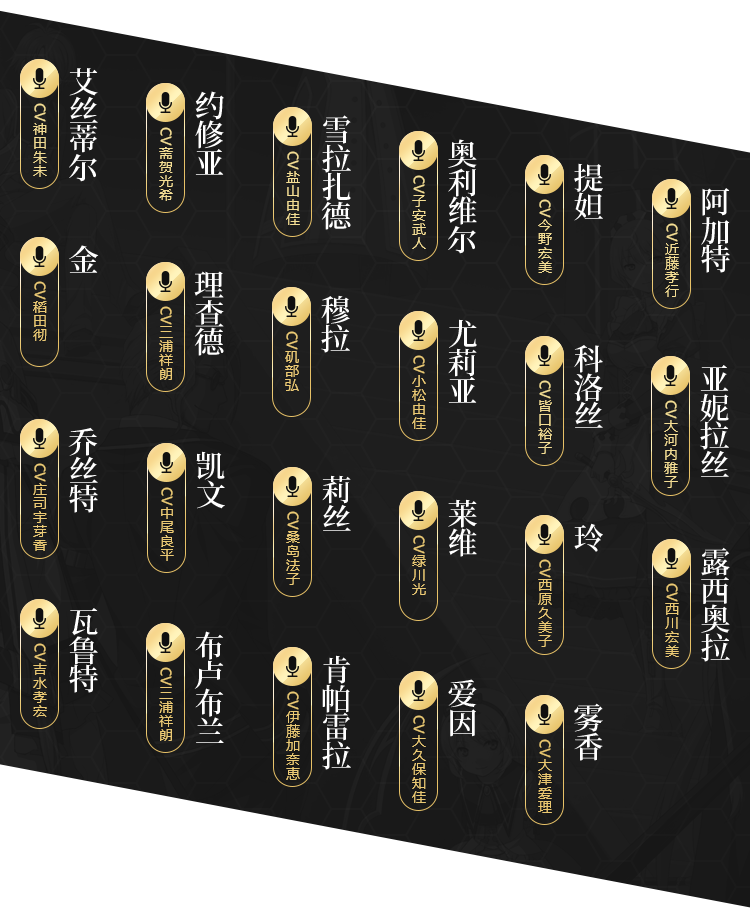 艾丝蒂尔
CV神田朱未
约修亚
CV斋贺光希
雪拉扎德
CV盐山由佳
奥利维尔
CV子安武人
提妲
CV今野宏美
阿加特
CV近藤孝行
金
CV稻田彻
理查德
CV三浦祥朗
穆拉
CV矶部弘
尤莉亚
CV小松由佳
科洛丝
CV皆口裕子
亚妮拉丝
CV大河内雅子
乔丝特
CV庄司宇芽香
凯文
CV中尾良平
莉丝
CV桑岛法子
莱维
CV绿川光
玲
CV西原久美子
露西奥拉
CV西川宏美
瓦鲁特
CV吉水孝宏
布卢布兰
CV三浦祥朗
肯帕雷拉
CV伊藤加奈惠
爱因
CV大久保知佳
雾香
CV大津爱理